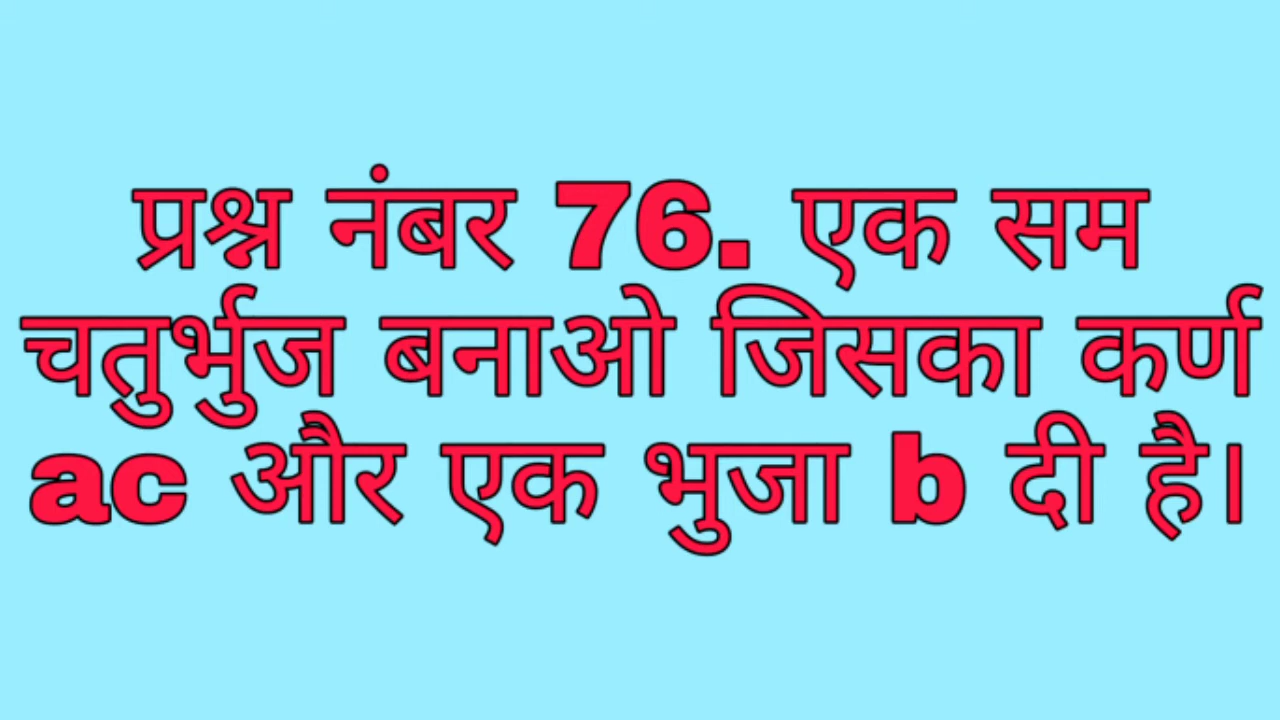 प्रश्न नंबर 76. एक सम
चतुर्भुज बनाओ जिसका कर्ण
ac और एक भुजा b दी है।